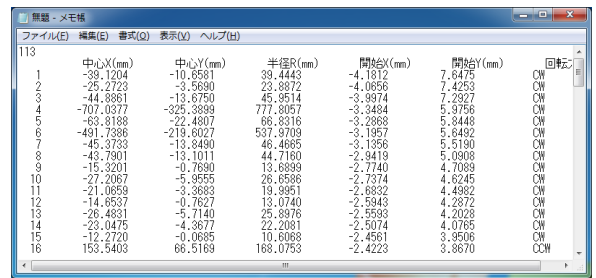 無題 - メモ帳
ファイル(F) 編集(E) 書式(O) 表示(V) ヘルプ(H)
113
中心X(mm) 中心Y(mm) 半径R(mm) 開始X(mm) 開始Y(mm) 回転
1 -39.1204 -10.6581 39.4443 -4.1812 7.6475 CW
2 -25.2723 -3.5690 23.8872 -4.0656 7.4253 CW
3 -44.8861 -13.6750 45.9514 -3.9974 7.2927 CW
4 -707.0377 -325.3899 777.8057 -3.3484 5.9756 CW
5 -63.8188 -22.4807 66.8316 -3.2868 5.8448 CW
6 -491.7386 -219.6027 537.9709 -3.1957 5.6492 CW
7 -45.3733 -13.8490 46.4665 -3.1356 5.5190 CW
8 -43.7901 -13.1011 44.7160 -2.9419 5.0908 CW
9 -15.3201 -0.7690 13.6899 -2.7740 4.7089 CW
10 -27.2067 -5.9555 26.6586 -2.7374 4.6245 CW
11 -21.0659 -3.3683 19.9951 -2.6832 4.4982 CW
12 -14.6537 -0.7627 13.0740 -2.5943 4.2872 CW
13 -26.4831 -5.7140 25.8976 -2.5593 4.2028 CW
14 -23.0475 -4.3677 22.2081 -2.5074 4.0765 CW
15 -12.2720 -0.0685 10.6068 -2.4561 3.9506 CW
16 153.5403 66.5169 168.0753 -2.4223 3.8670 CCW